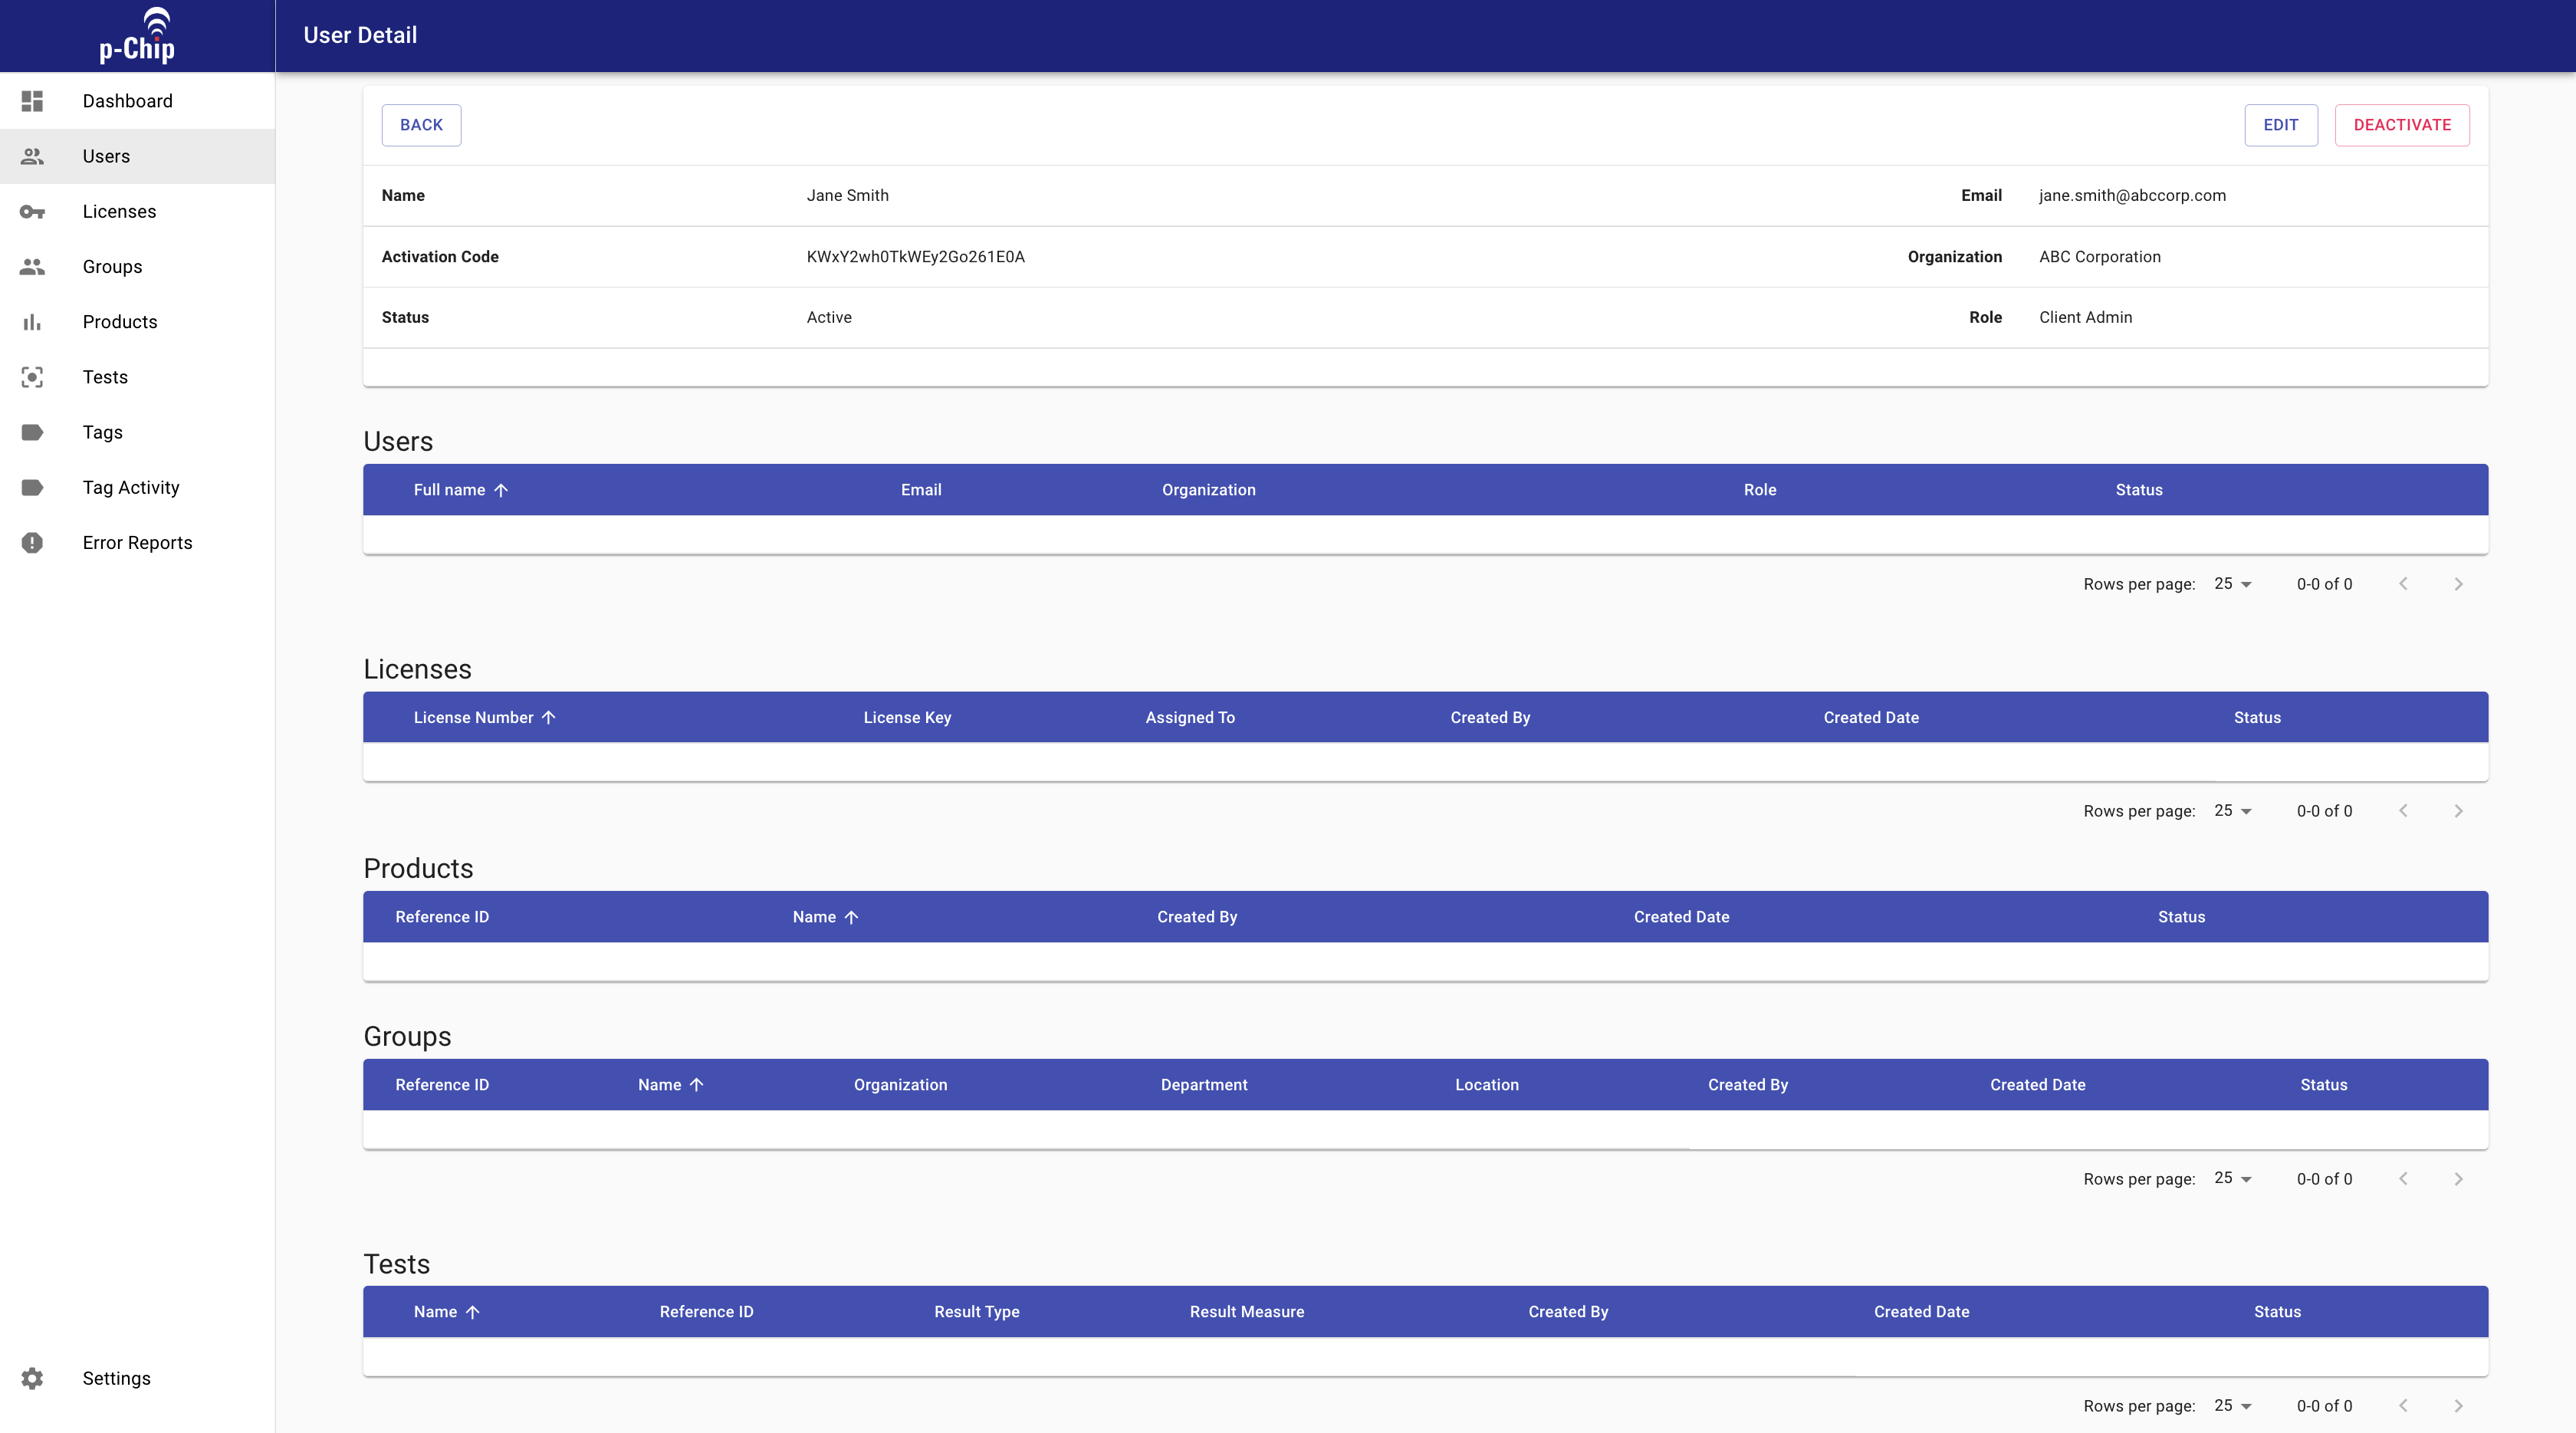 p-Chip
User Detail
Dashboard
Users
Licenses
Groups
Products
Tests
Tags
Tag Activity
Error Reports
Settings
BACK EDIT DEACTIVATE
Name Jane Smith Email jane.smith@abccorp.com
Activation Code KWxY2wh0TkWEy2Go261E0A Organization ABC Corporation
Status Active Role Client Admin
Users
Full name Email Organization Role Status
Rows per page: 25 0-0 of 0
Licenses
License Number License Key Assigned To Created By Created Date Status
Rows per page: 25 0-0 of 0
Products
Reference ID Name Created By Created Date Status
Groups
Reference ID Name Organization Department Location Created By Created Date Status
Rows per page: 25 0-0 of 0
Tests
Name Reference ID Result Type Result Measure Created By Created Date Status
Rows per page: 25 0-0 of 0